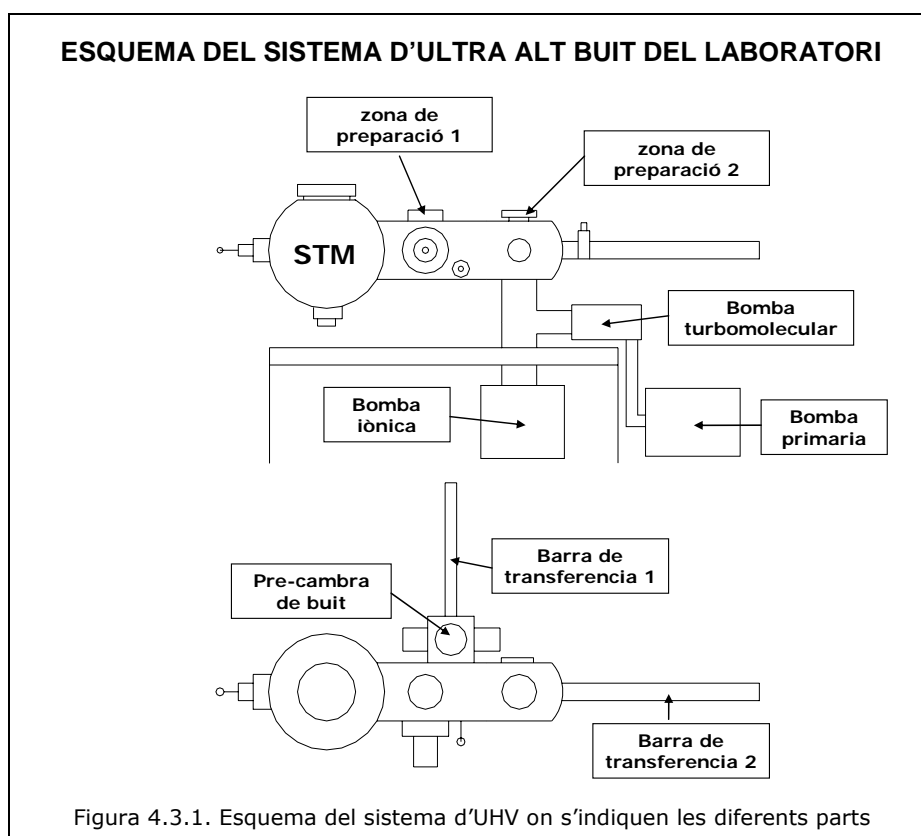 ESQUEMA DEL SISTEMA D'ULTRA ALT BUIT DEL LABORATORI
zona de
preparació 1
zona de
preparació 2
STM
Bomba
turbomolecular
Bomba
iònica
Bomba
primaria
Barra de
transferencia 1
Pre-cambra
de buit
Barra de
transferencia 2
Figura 4.3.1. Esquema del sistema d'UHV on s'indiquen les diferents parts